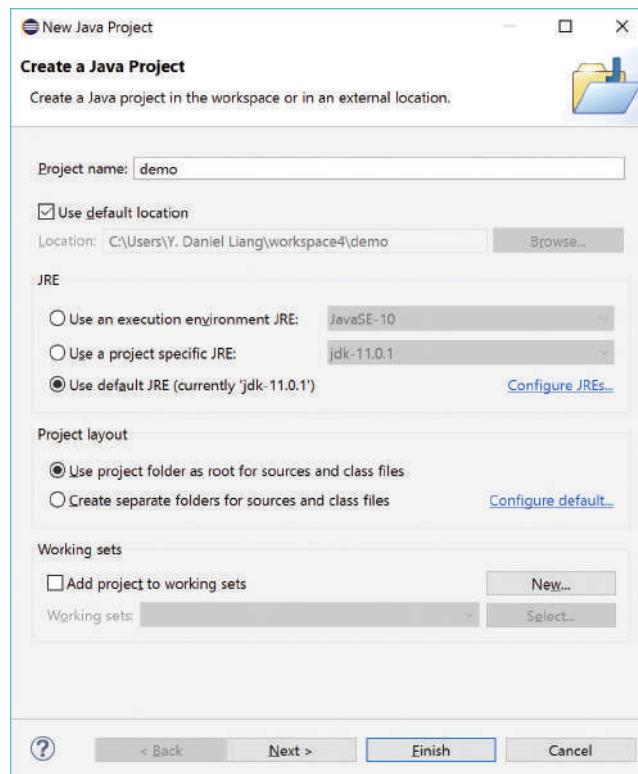 New Java Project
Create a Java Project
Create a Java project in the workspace or in an external location.
Project name: demo
Use default location
Location: C:\Users\Y. Daniel Liang\workspace4\demo Browse...
JRE
Use an execution environment JRE: JavaSE-10
Use a project specific JRE: jdk-11.0.1
Use default JRE (currently 'jdk-11.0.1') Configure JREs...
Project layout
Use project folder as root for sources and class files
Create separate folders for sources and class files Configure default...
Working sets
Add project to working sets New...
Working sets: Select...
? < Back Next > Finish Cancel